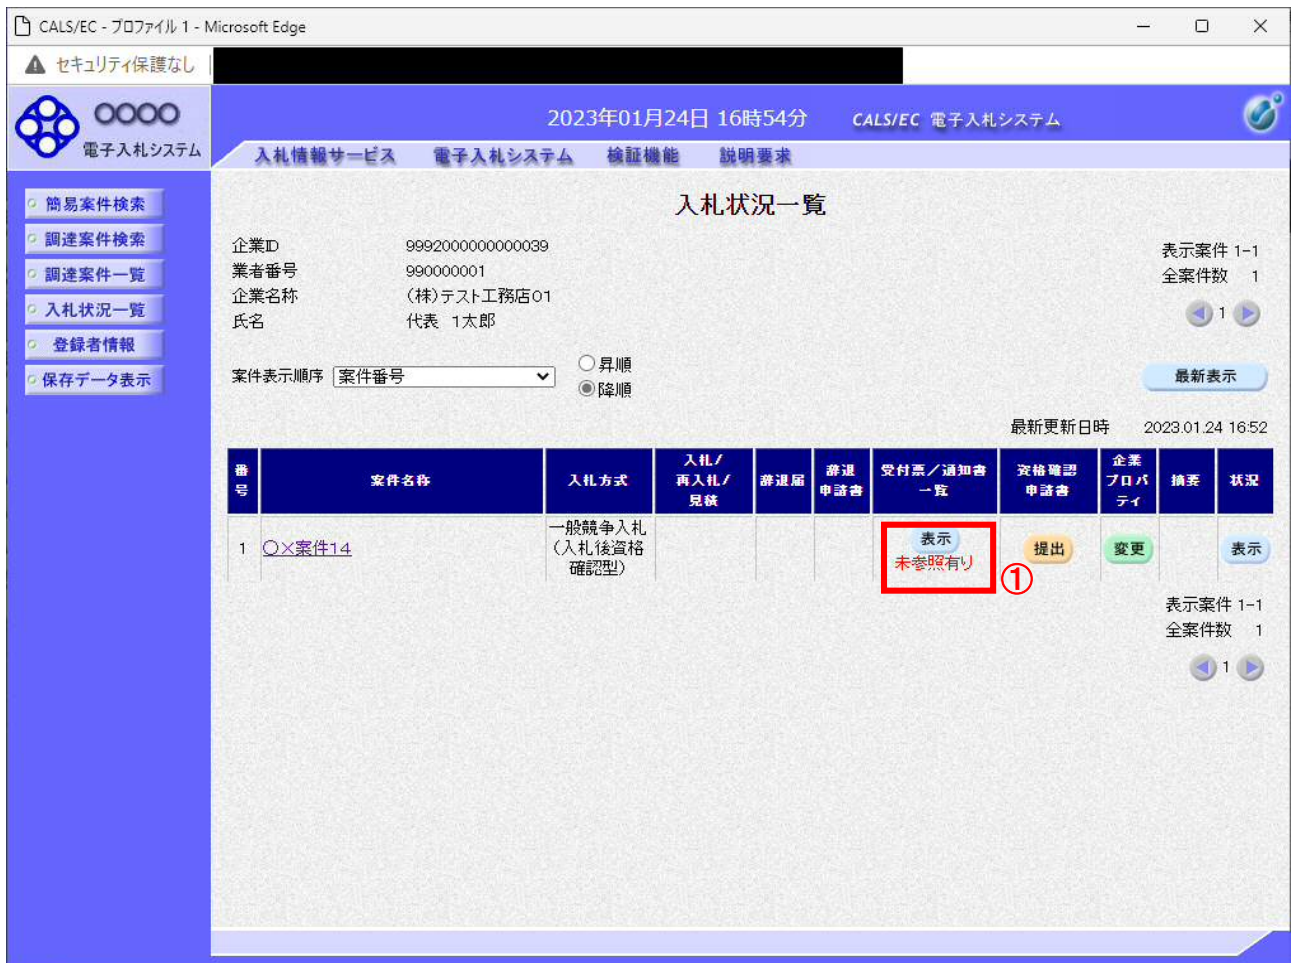 CALS/EC - プロファイル 1 - Microsoft Edge
セキュリティ保護なし
〇〇〇〇
電子入札システム
2023年01月24日 16時54分
CALS/EC 電子入札システム
入札情報サービス 電子入札システム 検証機能 説明要求
簡易案件検索
調達案件検索
調達案件一覧
入札状況一覧
登録者情報
保存データ表示
入札状況一覧
企業ID 9992000000000039
業者番号 990000001
企業名称 (株)テスト工務店01
氏名 代表 1太郎
表示案件 1-1
全案件数 1
1
案件表示順序 案件番号
昇順
降順
最新表示
最新更新日時 2023.01.24 16:52
番号 案件名称 入札方式 入札/再入札/見積 辞退届 辞退申請書 受付票/通知書一覧 資格確認申請書 企業プロパティ 摘要 状況
1 〇×案件14 一般競争入札(入札後資格確認型) 表示 未参照有り 提出 変更 表示
①
表示案件 1-1
全案件数 1
1